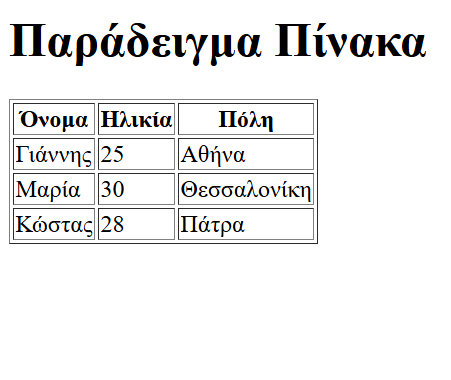 Παράδειγμα Πίνακα
Όνομα Ηλικία Πόλη
Γιάννης 25 Αθήνα
Μαρία 30 Θεσσαλονίκη
Κώστας 28 Πάτρα